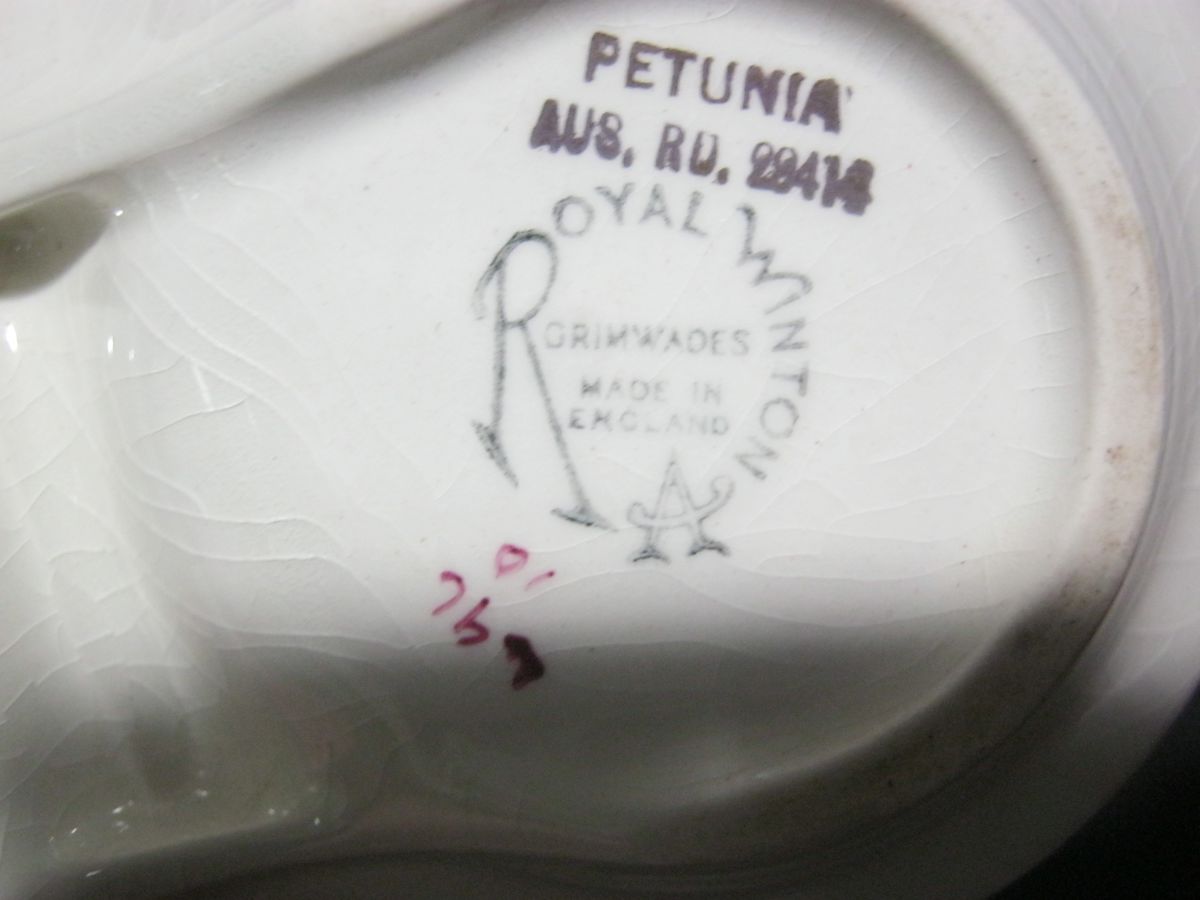 PETUNIA
AUS. RD. 29414
ROYAL WINTON
GRIMWADES
MADE IN
ENGLAND